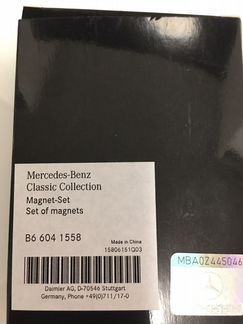 Mercedes-Benz
Classic Collection
Magnet-Set
Set of magnets
B6 604 1558
Made in China
15806151Q03
Daimler AG, D-70546 Stuttgart
Germany, Phone +49(0)711/17-0
MBA0Z445046